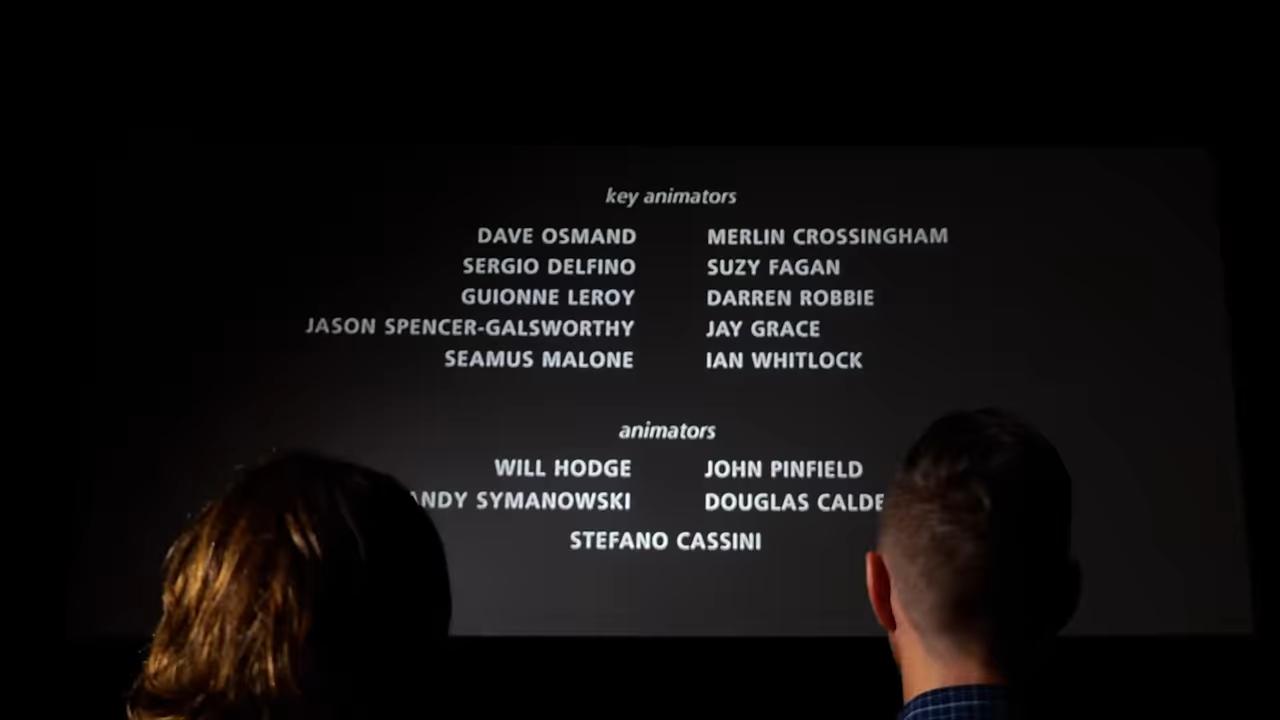 key animators
DAVE OSMAND MERLIN CROSSINGHAM
SERGIO DELFINO SUZY FAGAN
GUIONNE LEROY DARREN ROBBIE
JASON SPENCER-GALSWORTHY JAY GRACE
SEAMUS MALONE IAN WHITLOCK
animators
WILL HODGE JOHN PINFIELD
SYMANOWSKI DOUGLAS
STEFANO CASSINI